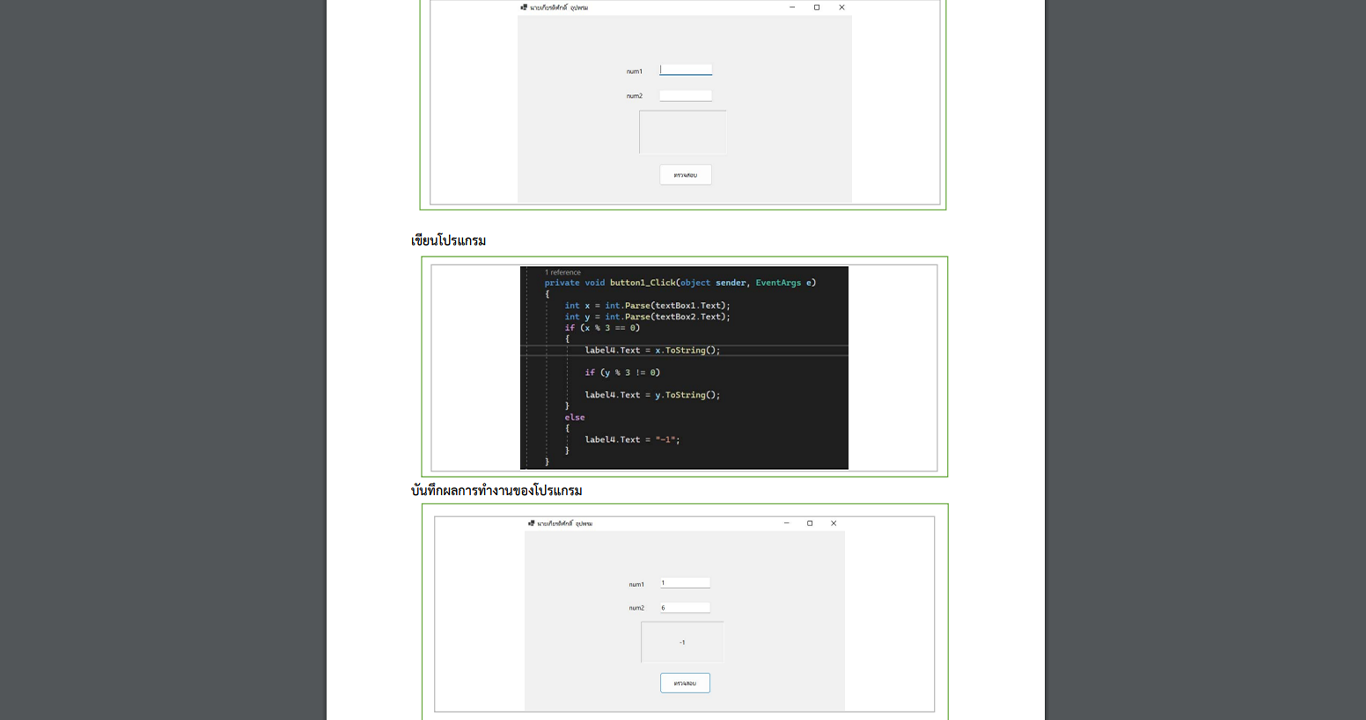 นายเกียรติศักดิ์ อุปพรม
num1
num2
ตรวจสอบ
เขียนโปรแกรม
1 reference
private void button1_Click(object sender, EventArgs e)
{
int x = int.Parse(textBox1.Text);
int y = int.Parse(textBox2.Text);
if (x % 3 == 0)
{
label4.Text = x.ToString();
if (y % 3 != 0)
label4.Text = y.ToString();
}
else
{
label4.Text = "-1";
}
}
บันทึกผลการทำงานของโปรแกรม
นายเกียรติศักดิ์ อุปพรม
num1 1
num2 6
-1
ตรวจสอบ